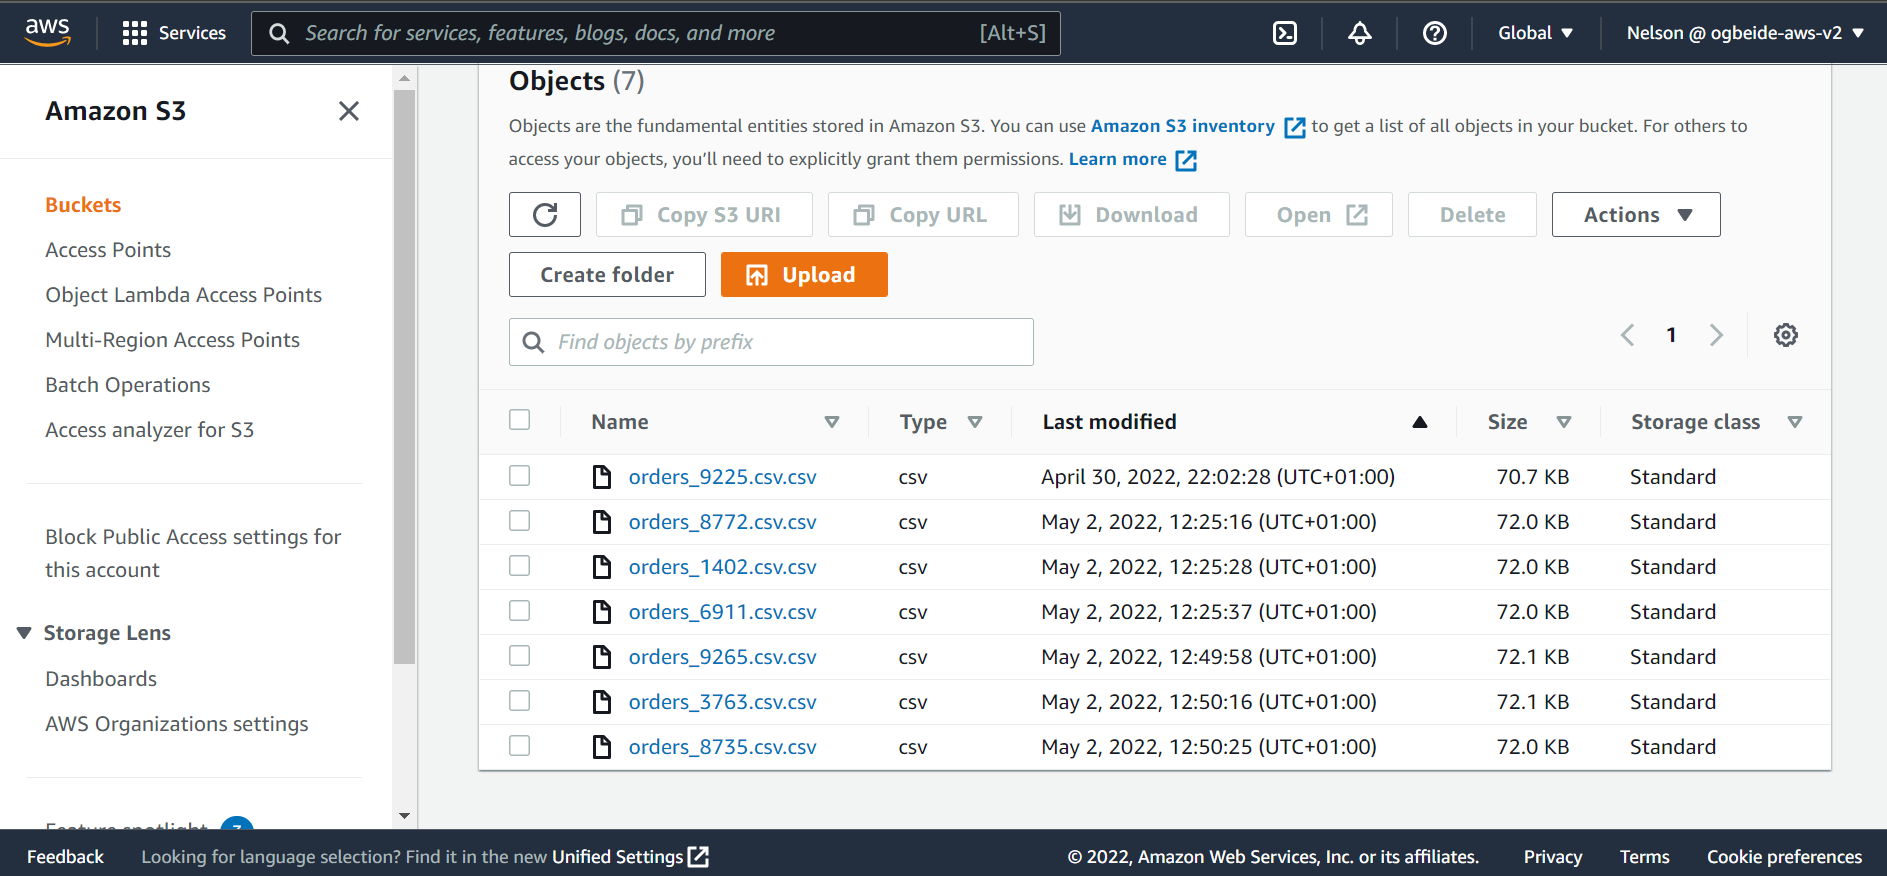 aws Services Search for services, features, blogs, docs, and more [Alt+S] Global Nelson @ ogbeide-aws-v2
Amazon S3
Buckets
Access Points
Object Lambda Access Points
Multi-Region Access Points
Batch Operations
Access analyzer for S3
Block Public Access settings for
this account
Storage Lens
Dashboards
AWS Organizations settings
Feature spotlight
Objects (7)
Objects are the fundamental entities stored in Amazon S3. You can use Amazon S3 inventory to get a list of all objects in your bucket. For others to
access your objects, you'll need to explicitly grant them permissions. Learn more
Copy S3 URI Copy URL Download Open Delete Actions
Create folder Upload
Find objects by prefix 1
Name Type Last modified Size Storage class
orders_9225.csv.csv csv April 30, 2022, 22:02:28 (UTC+01:00) 70.7 KB Standard
orders_8772.csv.csv csv May 2, 2022, 12:25:16 (UTC+01:00) 72.0 KB Standard
orders_1402.csv.csv csv May 2, 2022, 12:25:28 (UTC+01:00) 72.0 KB Standard
orders_6911.csv.csv csv May 2, 2022, 12:25:37 (UTC+01:00) 72.0 KB Standard
orders_9265.csv.csv csv May 2, 2022, 12:49:58 (UTC+01:00) 72.1 KB Standard
orders_3763.csv.csv csv May 2, 2022, 12:50:16 (UTC+01:00) 72.1 KB Standard
orders_8735.csv.csv csv May 2, 2022, 12:50:25 (UTC+01:00) 72.0 KB Standard
Feedback Looking for language selection? Find it in the new Unified Settings © 2022, Amazon Web Services, Inc. or its affiliates. Privacy Terms Cookie preferences